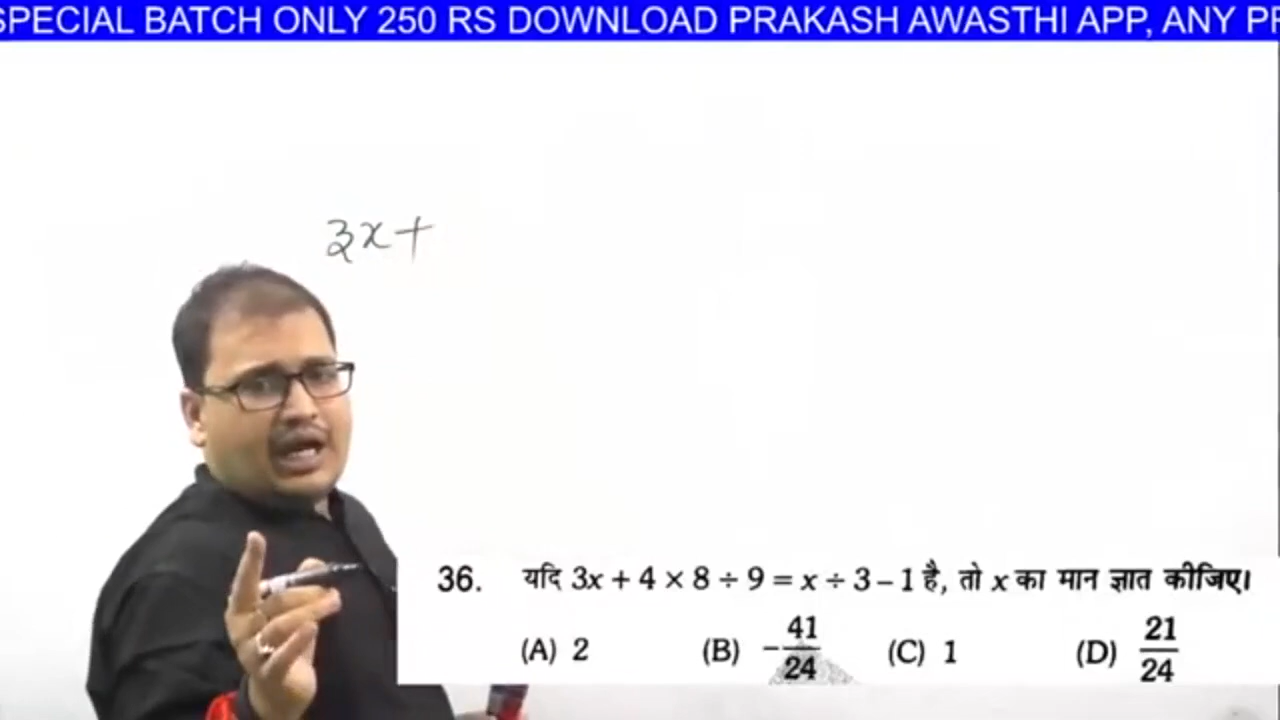 SPECIAL BATCH ONLY 250 RS DOWNLOAD PRAKASH AWASTHI APP, ANY
3x+
36. यदि 3x + 4 × 8 ÷ 9 = x ÷ 3 – 1 है, तो x का मान ज्ञात कीजिए।
(A) 2 (B) –41/24 (C) 1 (D) 21/24